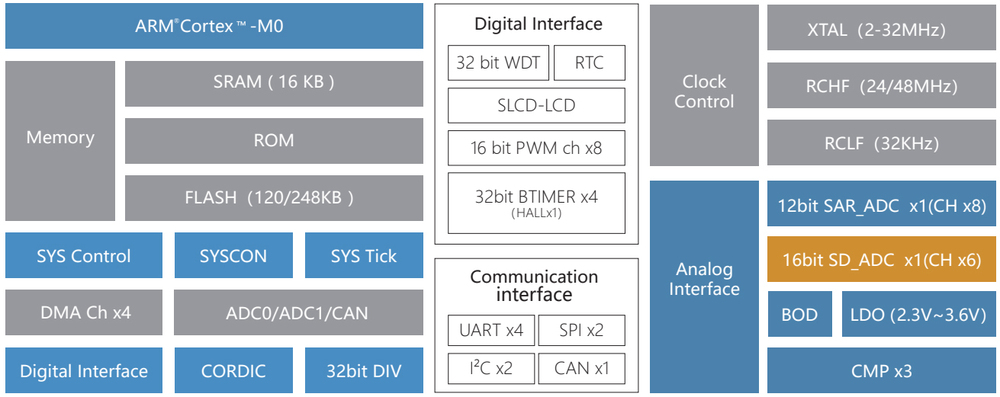 ARM®Cortex™-M0
Memory
SRAM ( 16 KB )
ROM
FLASH (120/248KB )
SYS Control
SYSCON
SYS Tick
DMA Ch x4
ADC0/ADC1/CAN
Digital Interface
CORDIC
32bit DIV
Digital Interface
32 bit WDT
RTC
SLCD-LCD
16 bit PWM ch x8
32bit BTIMER x4
(HALLx1)
Communication
interface
UART x4
SPI x2
I²C x2
CAN x1
Clock
Control
XTAL (2-32MHz)
RCHF (24/48MHz)
RCLF (32KHz)
Analog
Interface
12bit SAR_ADC x1(CH x8)
16bit SD_ADC x1(CH x6)
BOD
LDO (2.3V~3.6V)
CMP x3